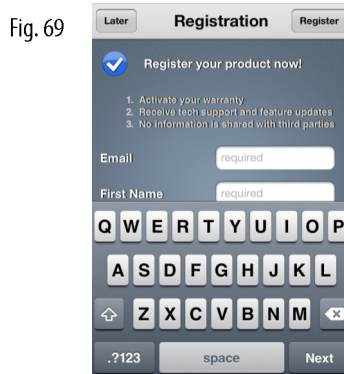 Fig. 69
Later Registration Register
Register your product now!
1. Activate your warranty
2. Receive tech support and feature updates
3. No information is shared with third parties
Email required
First Name required
Q W E R T Y U I O P
A S D F G H J K L
Z X C V B N M
.?123 space Next